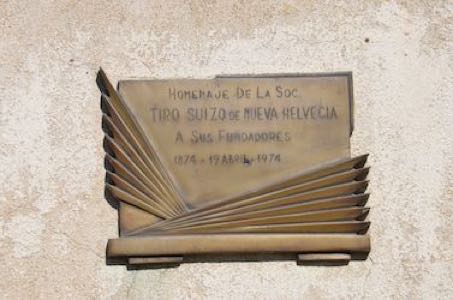 HOMENAJE DE LA SOC.
TIRO SUIZO DE NUEVA HELVECIA
A SUS FUNDADORES
1874 - 19 ABRIL - 1974